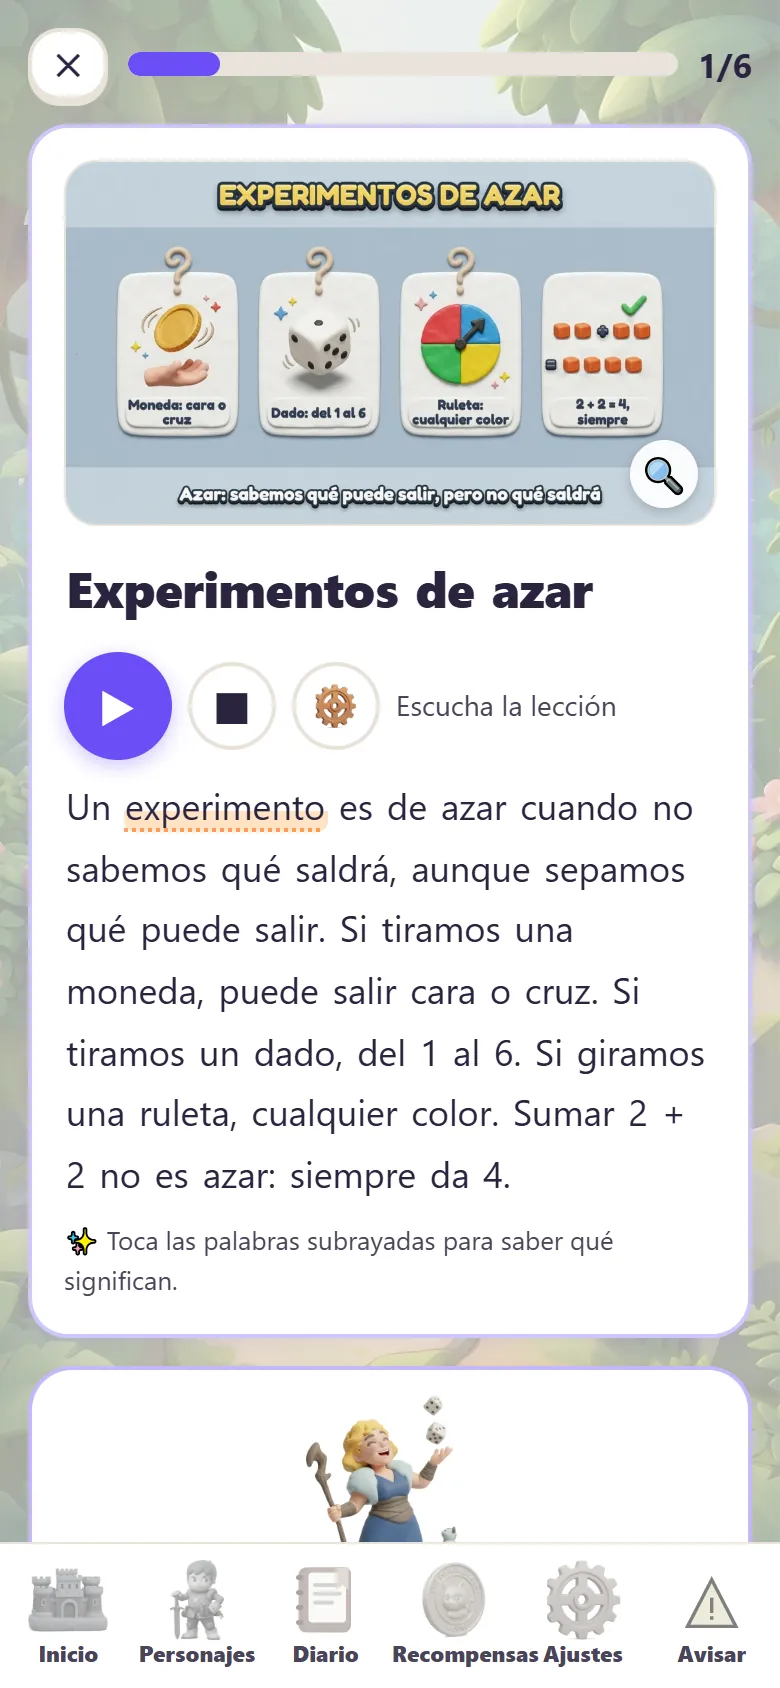 1/6
EXPERIMENTOS DE AZAR
Moneda: cara o
cruz
Dado: del 1 al 6
Ruleta:
cualquier color
2 + 2 = 4,
siempre
Azar: sabemos qué puede salir, pero no qué saldrá
Experimentos de azar
Escucha la lección
Un experimento es de azar cuando no
sabemos qué saldrá, aunque sepamos
qué puede salir. Si tiramos una
moneda, puede salir cara o cruz. Si
tiramos un dado, del 1 al 6. Si giramos
una ruleta, cualquier color. Sumar 2 +
2 no es azar: siempre da 4.
Toca las palabras subrayadas para saber qué
significan.
Inicio
Personajes
Diario
Recompensas
Ajustes
Avisar